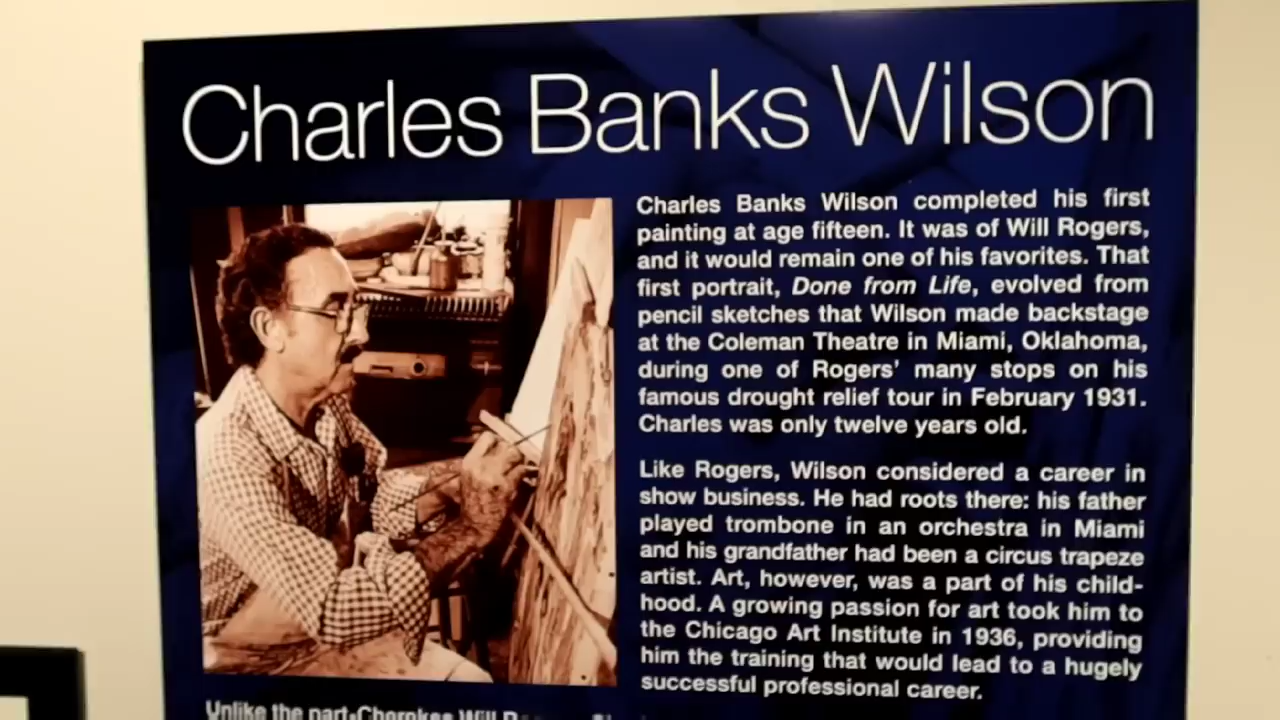 Charles Banks Wilson
Charles Banks Wilson completed his first
painting at age fifteen. It was of Will Rogers,
and it would remain one of his favorites. That
first portrait, Done from Life, evolved from
pencil sketches that Wilson made backstage
at the Coleman Theatre in Miami, Oklahoma,
during one of Rogers' many stops on his
famous drought relief tour in February 1931.
Charles was only twelve years old.
Like Rogers, Wilson considered a career in
show business. He had roots there: his father
played trombone in an orchestra in Miami
and his grandfather had been a circus trapeze
artist. Art, however, was a part of his child-
hood. A growing passion for art took him to
the Chicago Art Institute in 1936, providing
him the training that would lead to a hugely
successful professional career.
Unlike the part-Cherokee Will